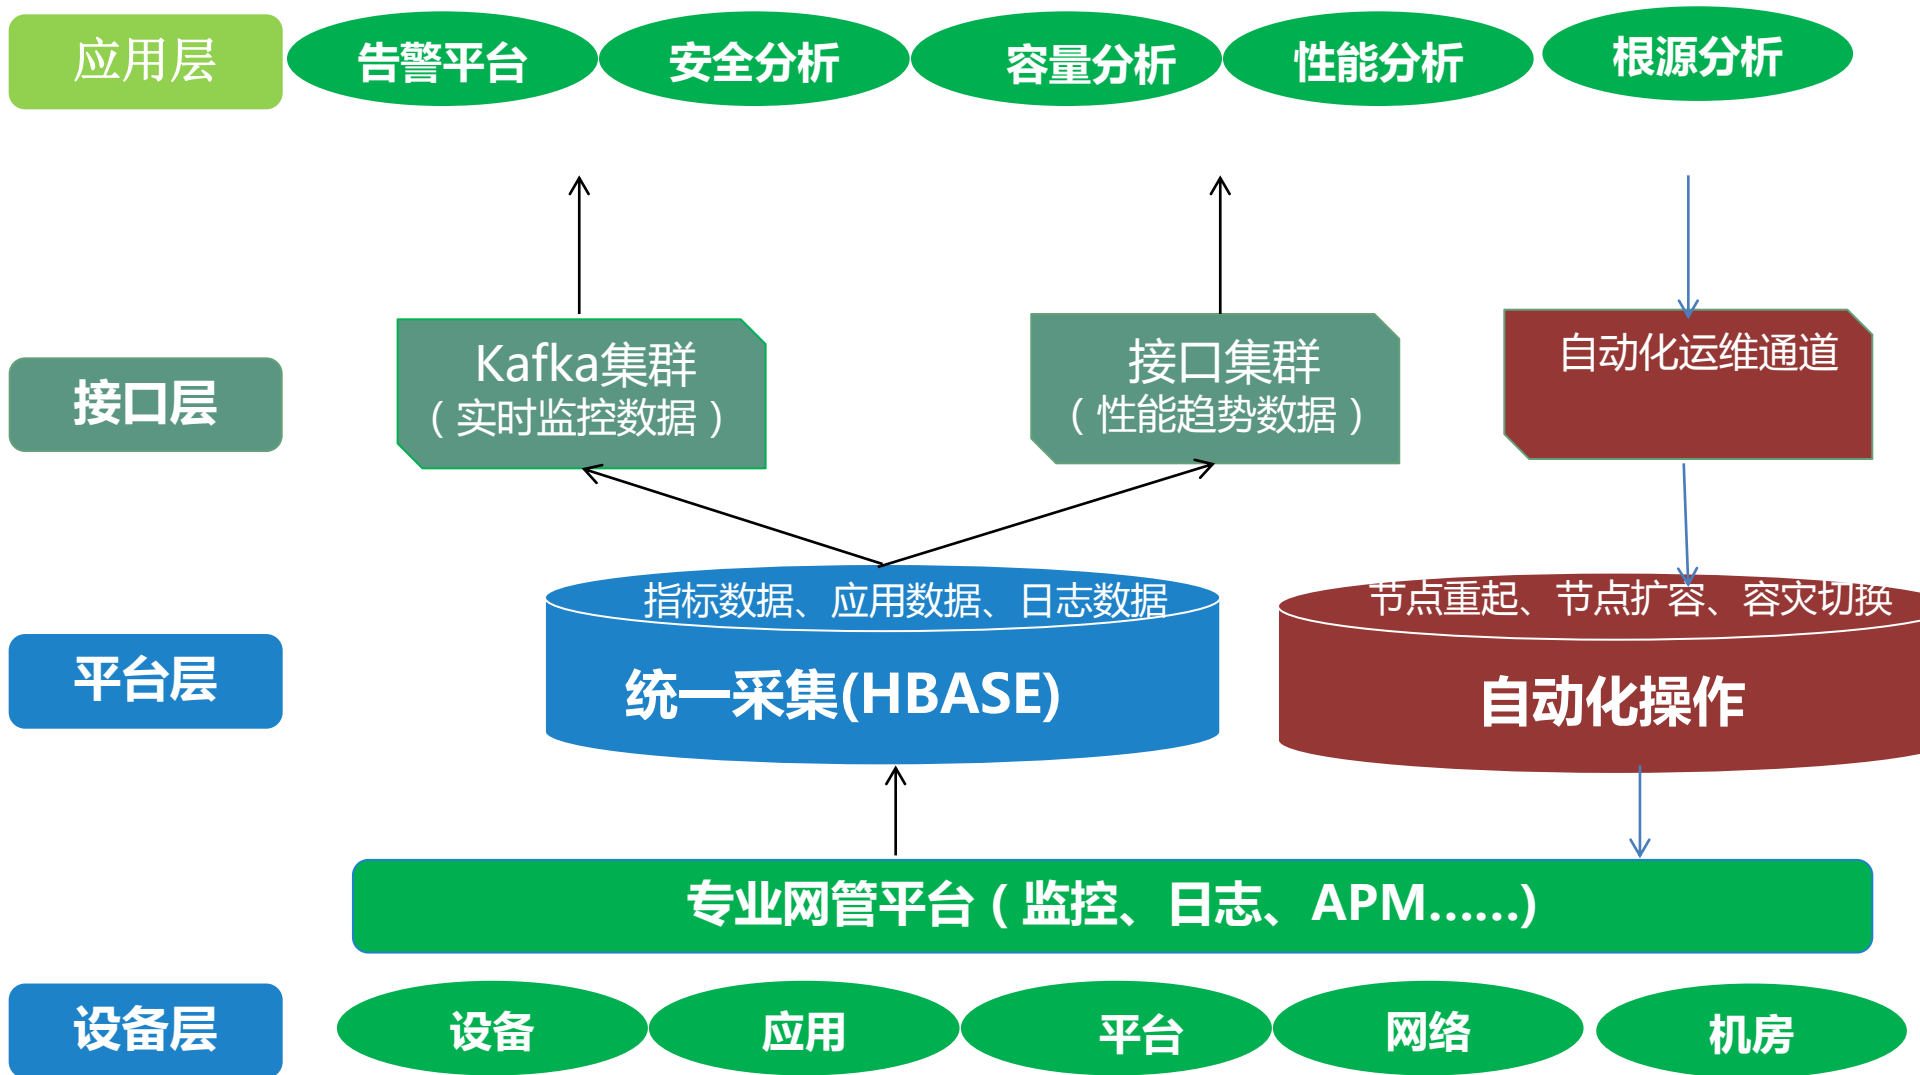 应用层
告警平台
安全分析
容量分析
性能分析
根源分析
接口层
Kafka集群
（实时监控数据）
接口集群
（性能趋势数据）
自动化运维通道
平台层
指标数据、应用数据、日志数据
统一采集(HBASE)
节点重起、节点扩容、容灾切换
自动化操作
专业网管平台（监控、日志、APM……)
设备层
设备
应用
平台
网络
机房